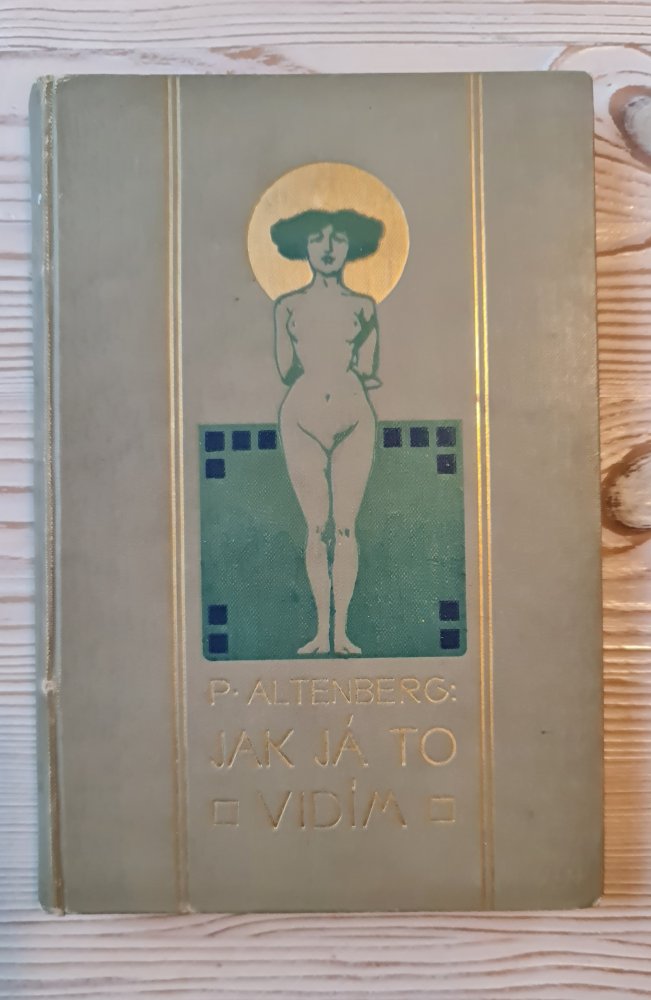 P. ALTENBERG:
JAK JÁ TO
VIDÍM